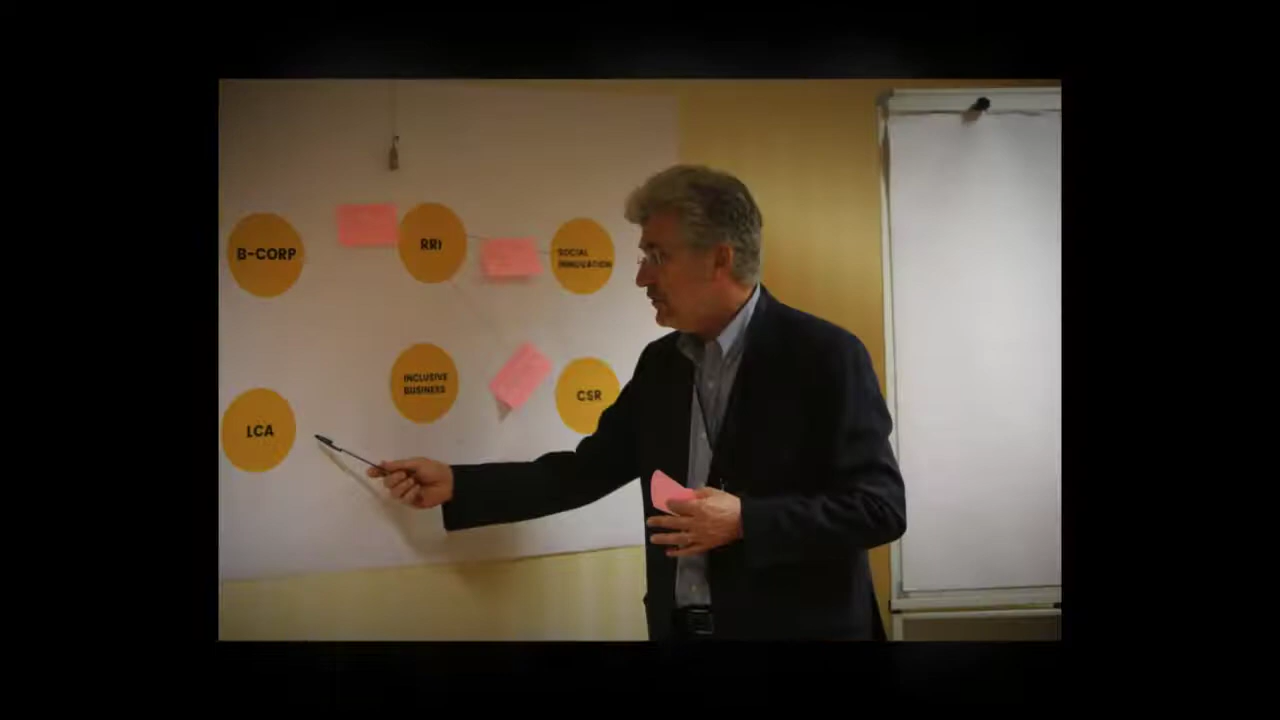 B-CORP
RRI
SOCIAL
INNOVATION
INCLUSIVE
BUSINESS
CSR
LCA